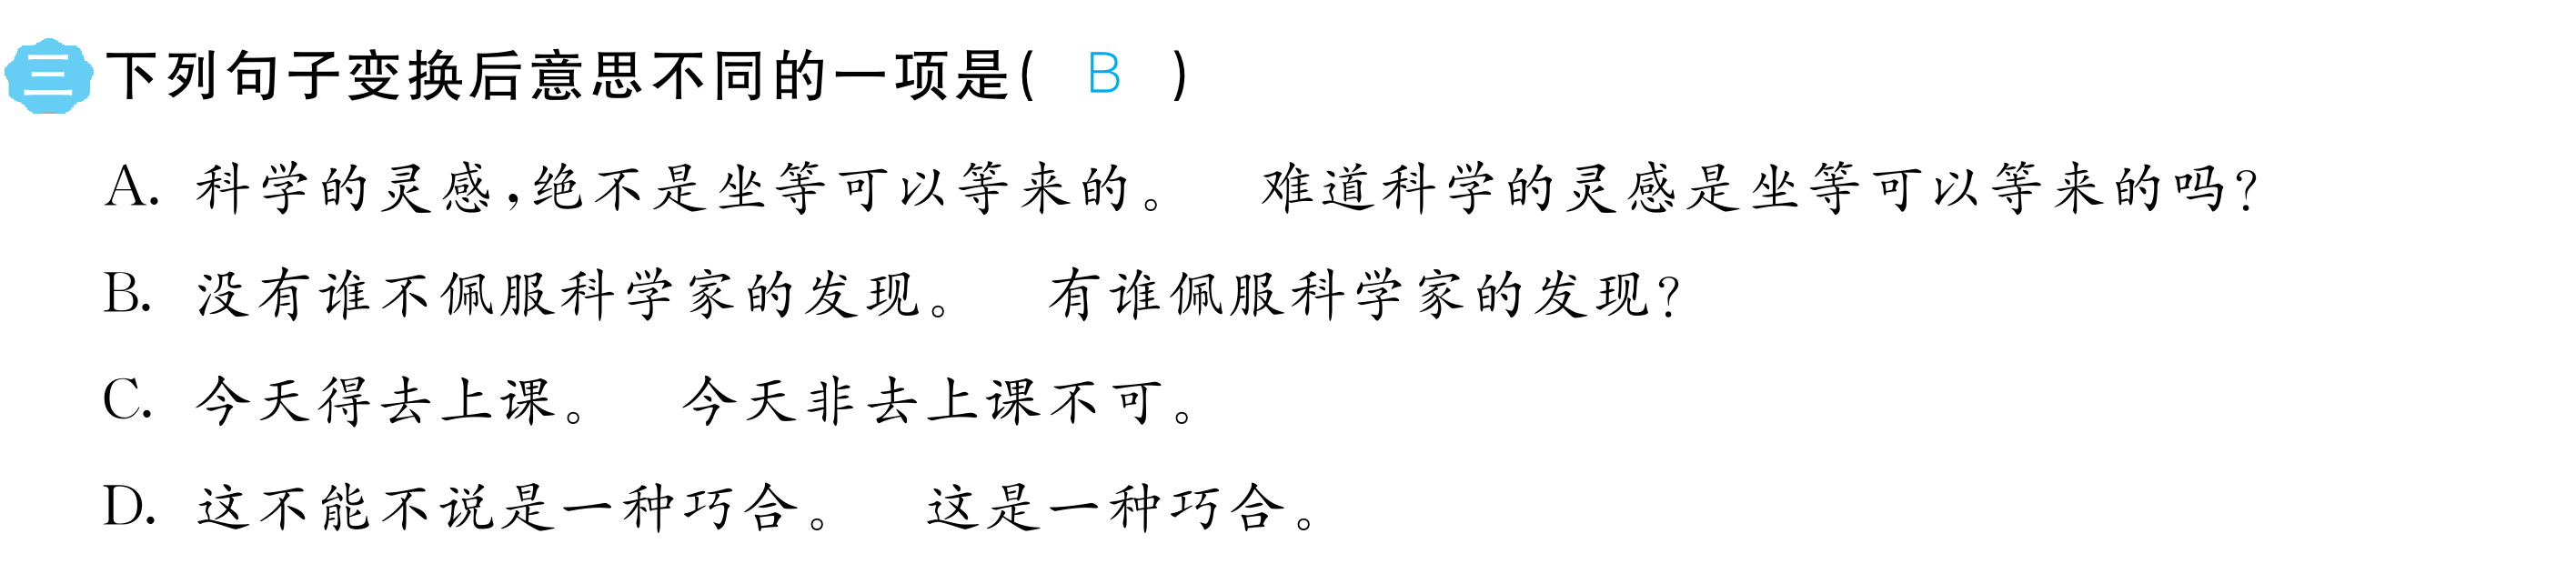 三 下列句子变换后意思不同的一项是( B )
A. 科学的灵感,绝不是坐等可以等来的。 难道科学的灵感是坐等可以等来的吗?
B. 没有谁不佩服科学家的发现。 有谁佩服科学家的发现?
C. 今天得去上课。 今天非去上课不可。
D. 这不能不说是一种巧合。 这是一种巧合。